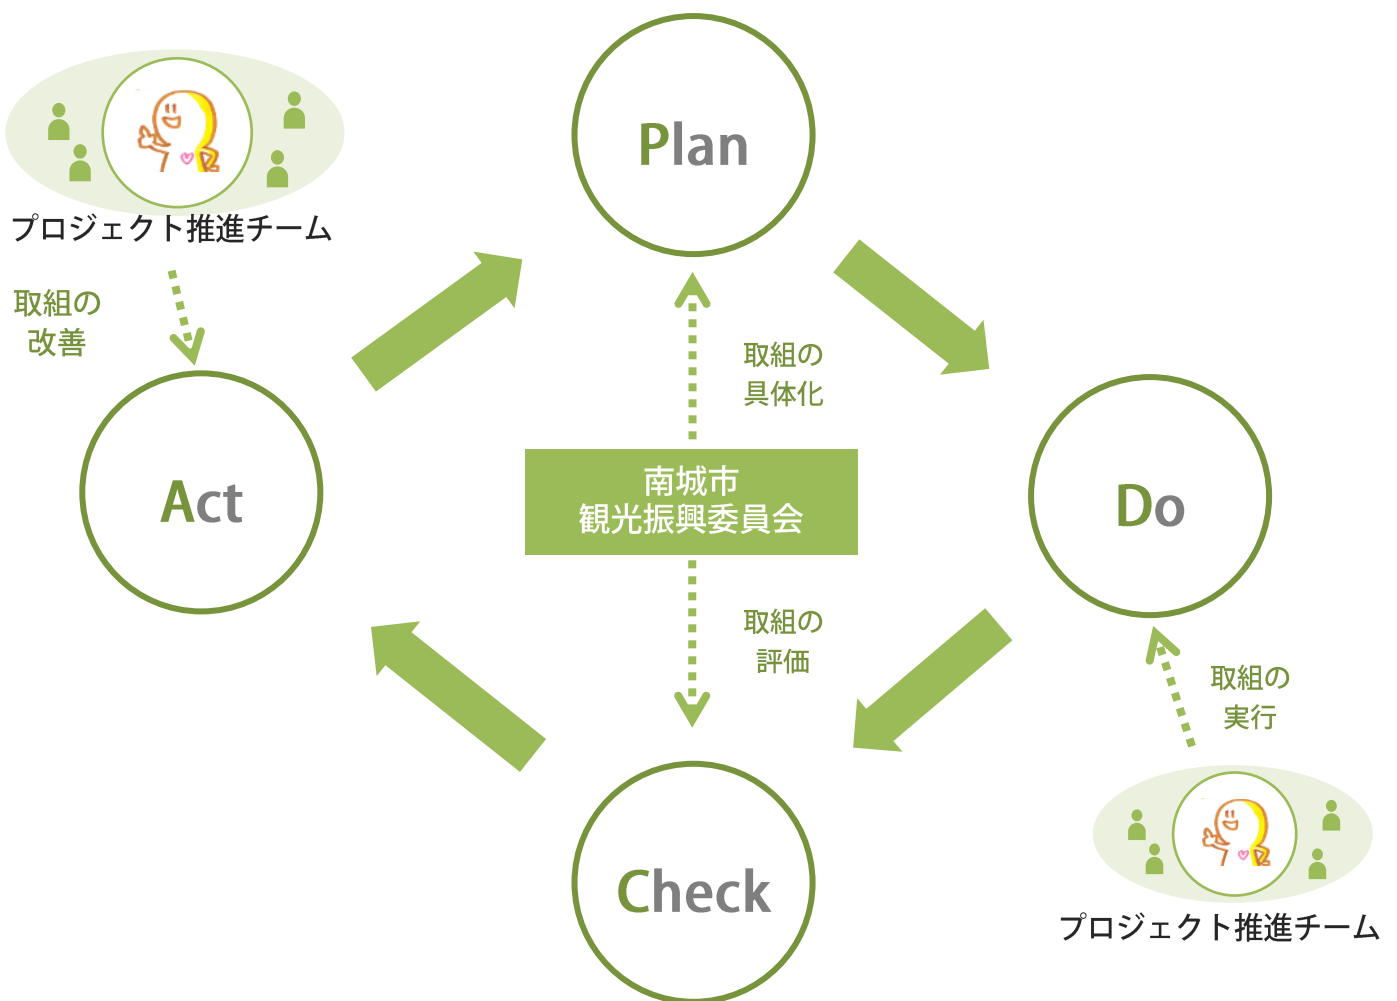 Plan
プロジェクト推進チーム
取組の
改善
取組の
具体化
南城市
観光振興委員会
Act
Do
取組の
評価
取組の
実行
Check
プロジェクト推進チーム